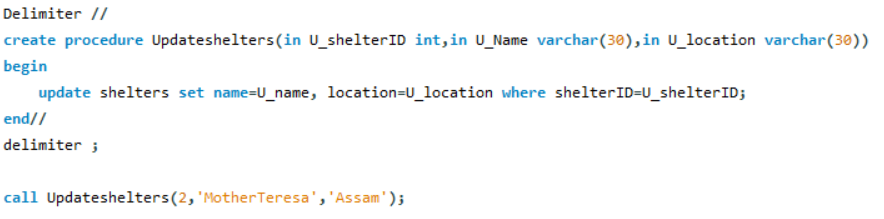 Delimiter //
create procedure Updateshelters(in U_shelterID int,in U_Name varchar(30),in U_location varchar(30))
begin
    update shelters set name=U_name, location=U_location where shelterID=U_shelterID;
end//
delimiter ;
call Updateshelters(2,'MotherTeresa','Assam');